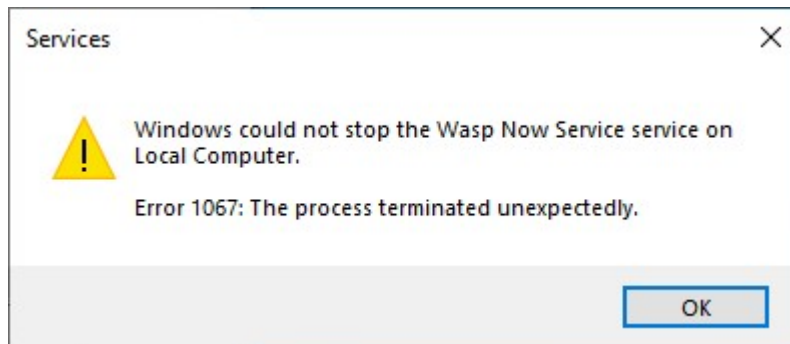 Services
Windows could not stop the Wasp Now Service service on
Local Computer.
Error 1067: The process terminated unexpectedly.
OK